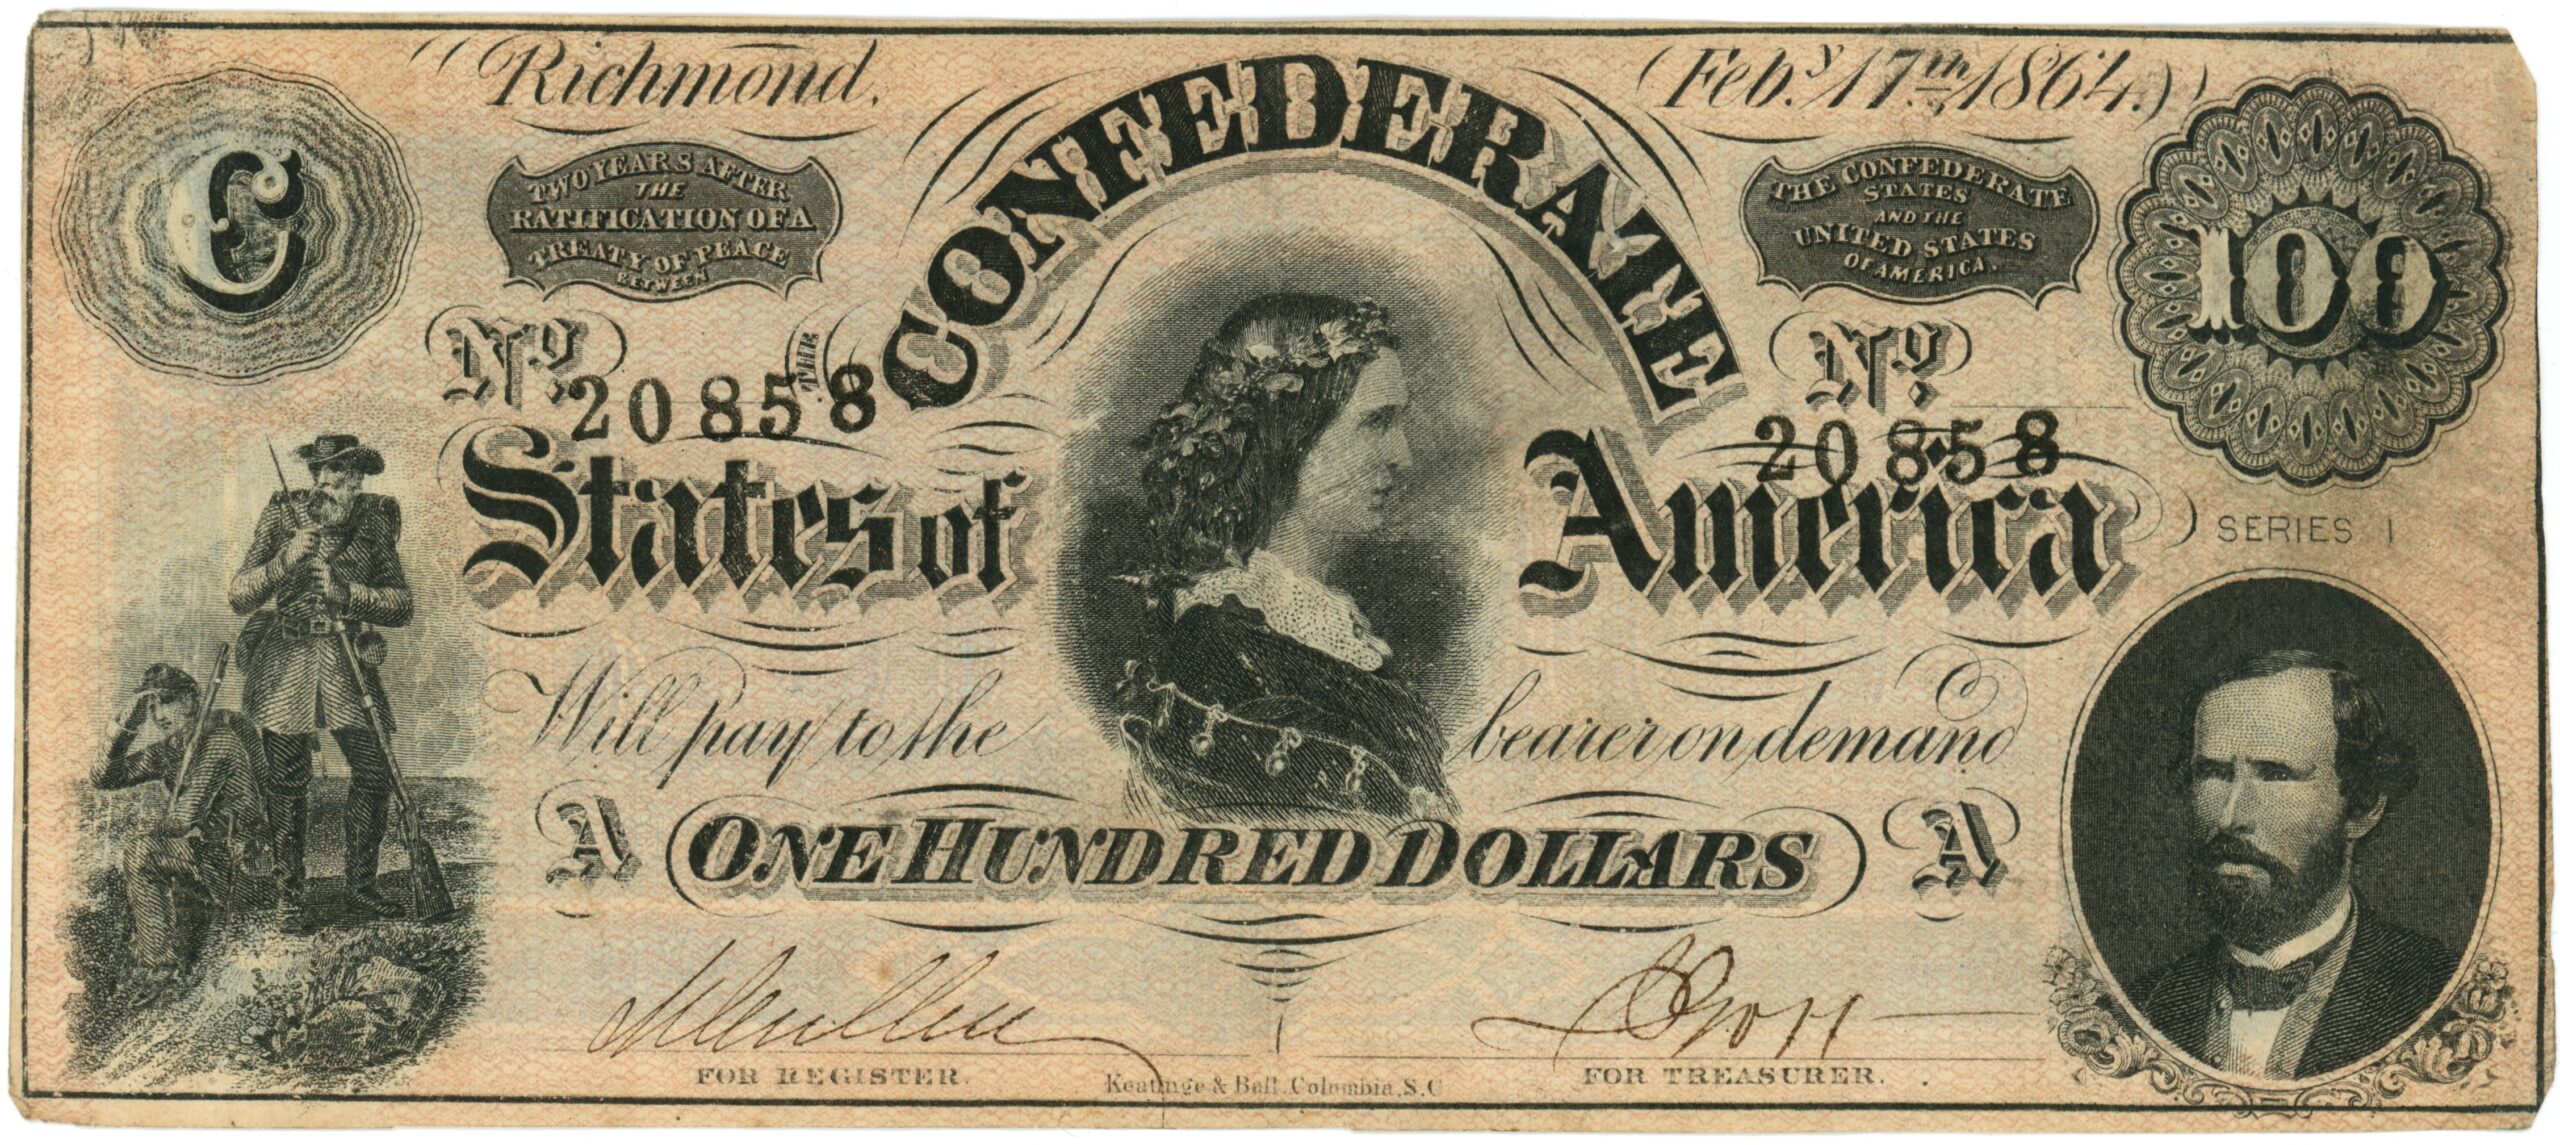 Richmond.
(Feby. 17th 1864.)
C
TWO YEARS AFTER
THE
RATIFICATION OF A
TREATY OF PEACE
BETWEEN
THE CONFEDERATE
STATES
AND THE
UNITED STATES
OF AMERICA.
100
No. 20858
No. 20858
THE
CONFEDERATE
States of America
SERIES 1
Will pay to the bearer on demand
A ONE HUNDRED DOLLARS A
FOR REGISTER.
Keatinge & Ball, Columbia, S.C
FOR TREASURER.